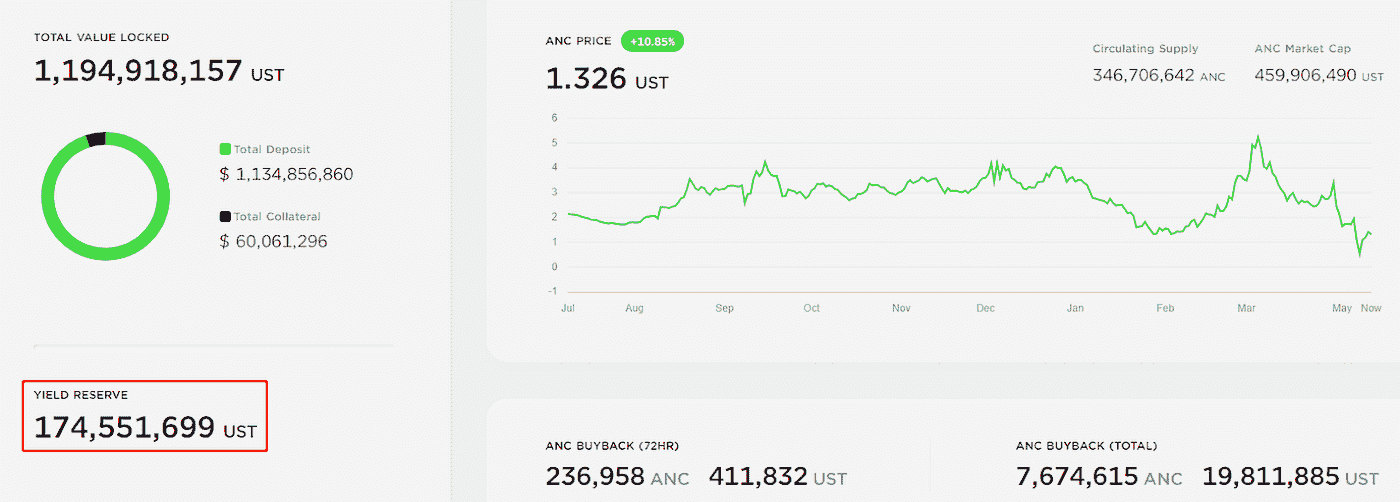 TOTAL VALUE LOCKED
1,194,918,157 UST
Total Deposit
$ 1,134,856,860
Total Collateral
$ 60,061,296
YIELD RESERVE
174,551,699 UST
ANC PRICE +10.85%
1.326 UST
Circulating Supply
346,706,642 ANC
ANC Market Cap
459,906,490 UST
6
5
4
3
2
1
0
-1
Jul Aug Sep Oct Nov Dec Jan Feb Mar May Now
ANC BUYBACK (72HR)
236,958 ANC 411,832 UST
ANC BUYBACK (TOTAL)
7,674,615 ANC 19,811,885 UST